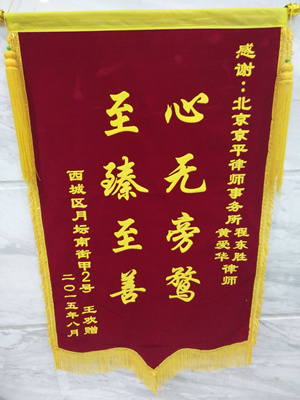 感谢：北京京平律师事务所程东胜
黄爱华律师
心无旁骛
至臻至善
西城区月坛南街甲2号 王欢赠
二〇一五年八月